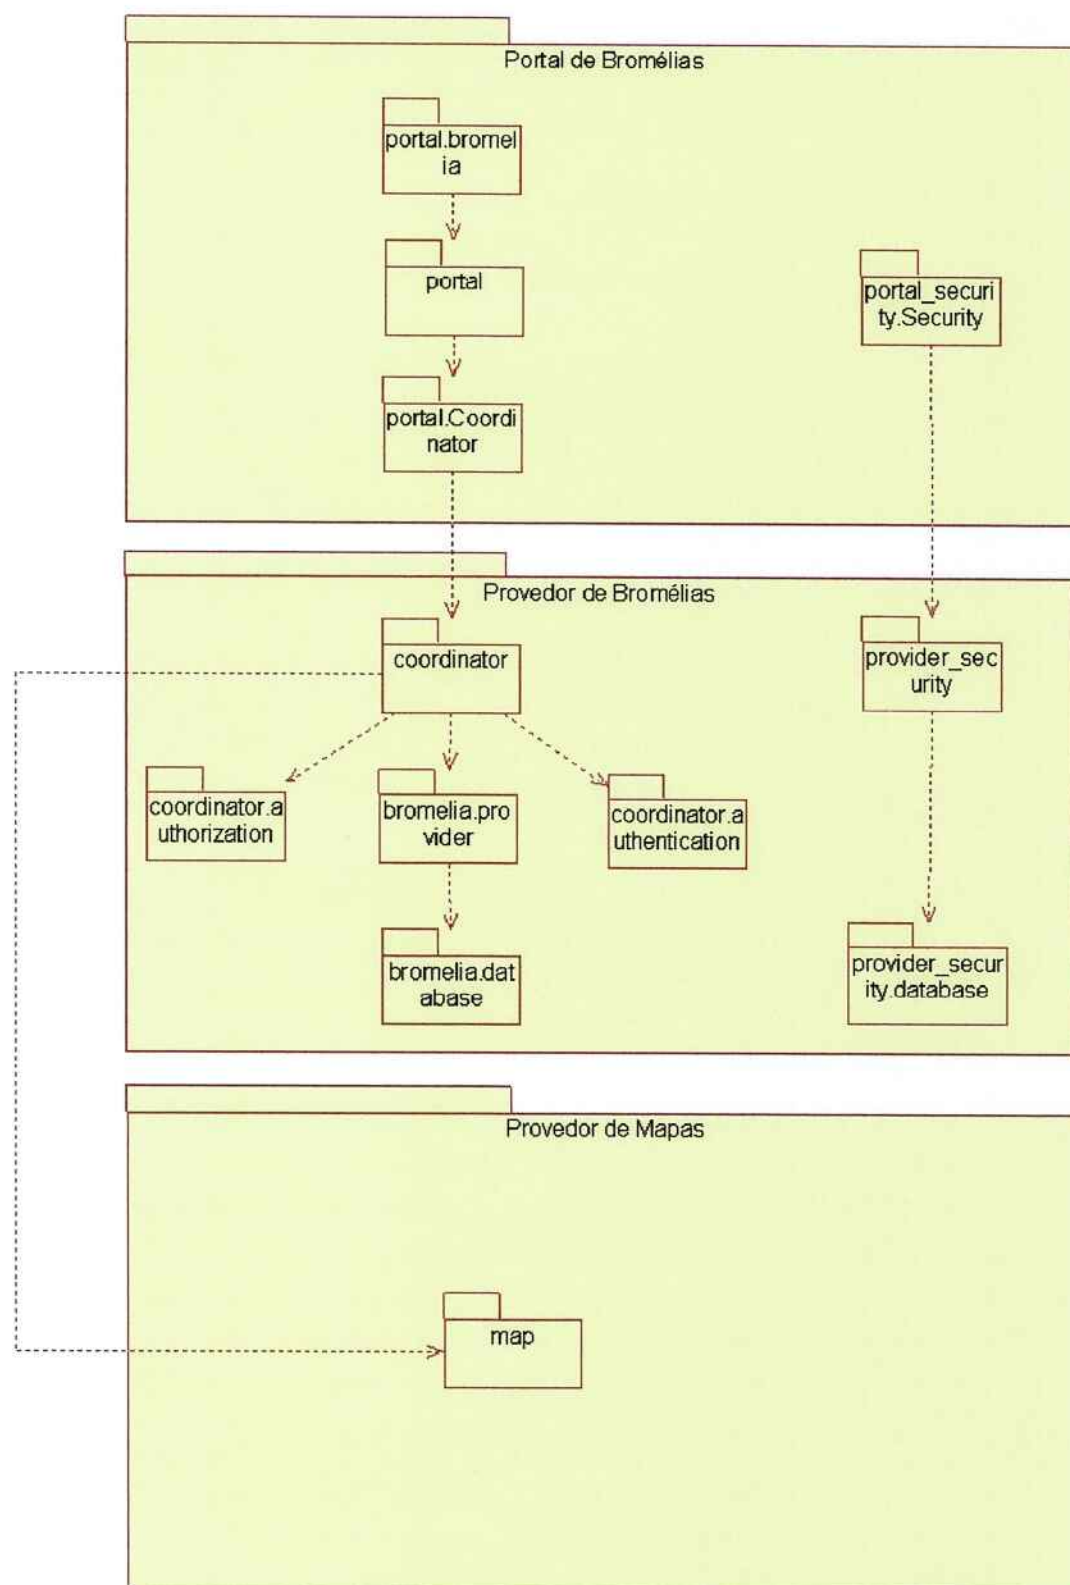 Portal de Bromélias
portal.bromel
ia
portal
portal_securi
ty.Security
portal.Coordi
nator
Provedor de Bromélias
coordinator
provider_sec
urity
coordinator.a
uthorization
bromelia.pro
vider
coordinator.a
uthentication
bromelia.dat
abase
provider_secur
ity.database
Provedor de Mapas
map